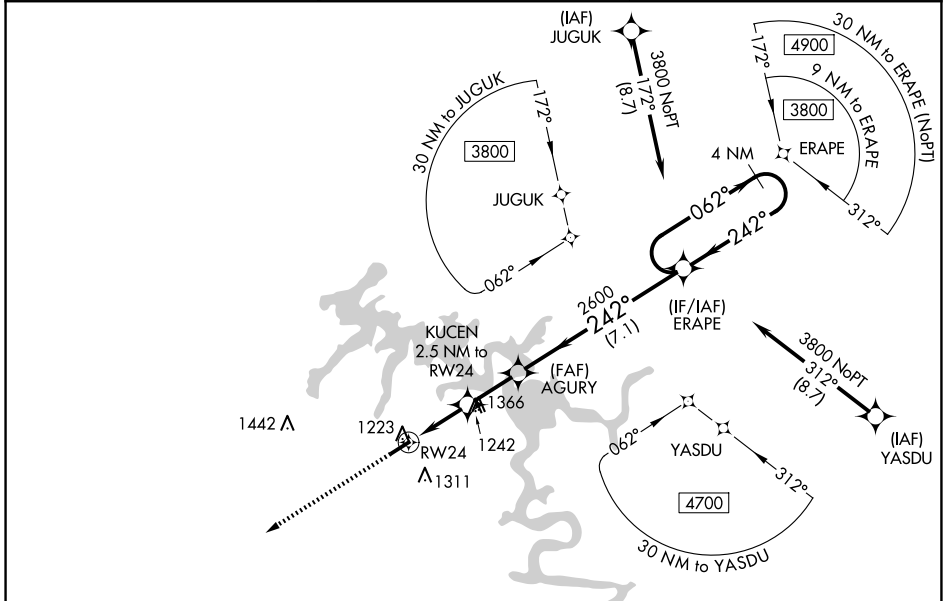 (IAF)
JUGUK
3800 NoPT
172°
(8.7)
30 NM to JUGUK
172°
3800
JUGUK
062°
30 NM to ERAPE (NoPT)
4900
172°
9 NM to ERAPE
3800
ERAPE
312°
4 NM
062°
242°
(IF/IAF)
ERAPE
2600
242°
(7.1)
KUCEN
2.5 NM to
RW24
(FAF)
AGURY
1366
1442
1223
1242
RW24
1311
3800 NoPT
312°
(8.7)
(IAF)
YASDU
062°
YASDU
312°
4700
30 NM to YASDU